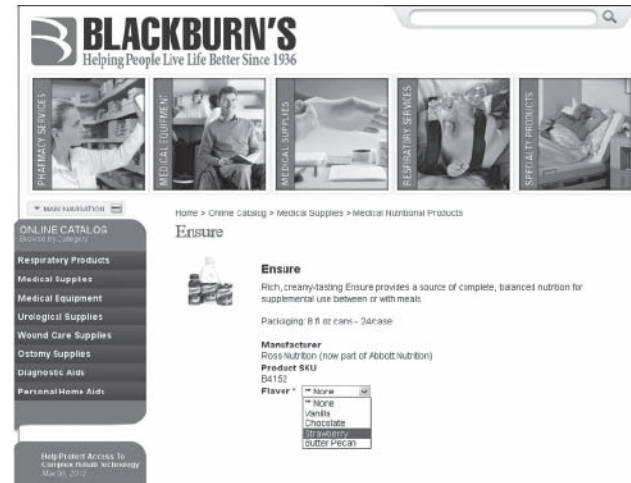 BLACKBURN'S
Helping People Live Life Better Since 1936
PHARMACY SERVICES
MEDICAL EQUIPMENT
MEDICAL SUPPLIES
RESPIRATORY SERVICES
SPECIALTY PRODUCTS
MAIN NAVIGATION
Home > Online Catalog > Medical Supplies > Medical Nutritional Products
Ensure
ONLINE CATALOG
Browse by Category
Respiratory Products
Medical Supplies
Medical Equipment
Urological Supplies
Wound Care Supplies
Ostomy Supplies
Diagnostic Aids
Personal Home Aids
Help Protect Access To
Complex Rehab Technology
Mar 06, 2012
Ensure
Rich, creamy-tasting Ensure provides a source of complete, balanced nutrition for
supplemental use between or with meals
Packaging: 8 fl oz cans - 24/case
Manufacturer
Ross Nutrition (now part of Abbott Nutrition)
Product SKU
B4152
Flavor * ** None
** None
Vanilla
Chocolate
Strawberry
Butter Pecan